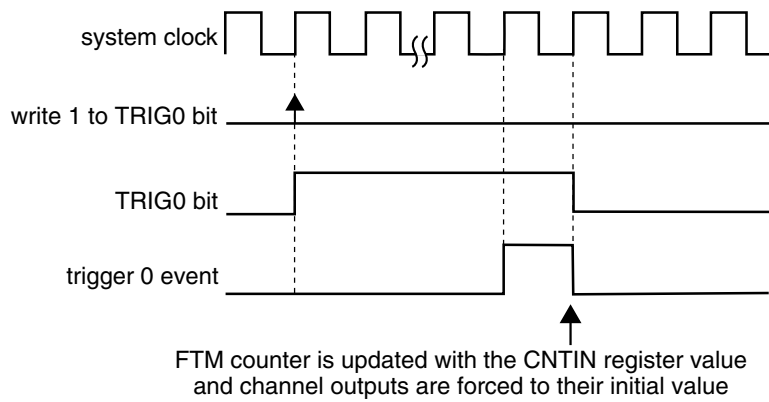 system clock
write 1 to TRIG0 bit
TRIG0 bit
trigger 0 event
FTM counter is updated with the CNTIN register value
and channel outputs are forced to their initial value